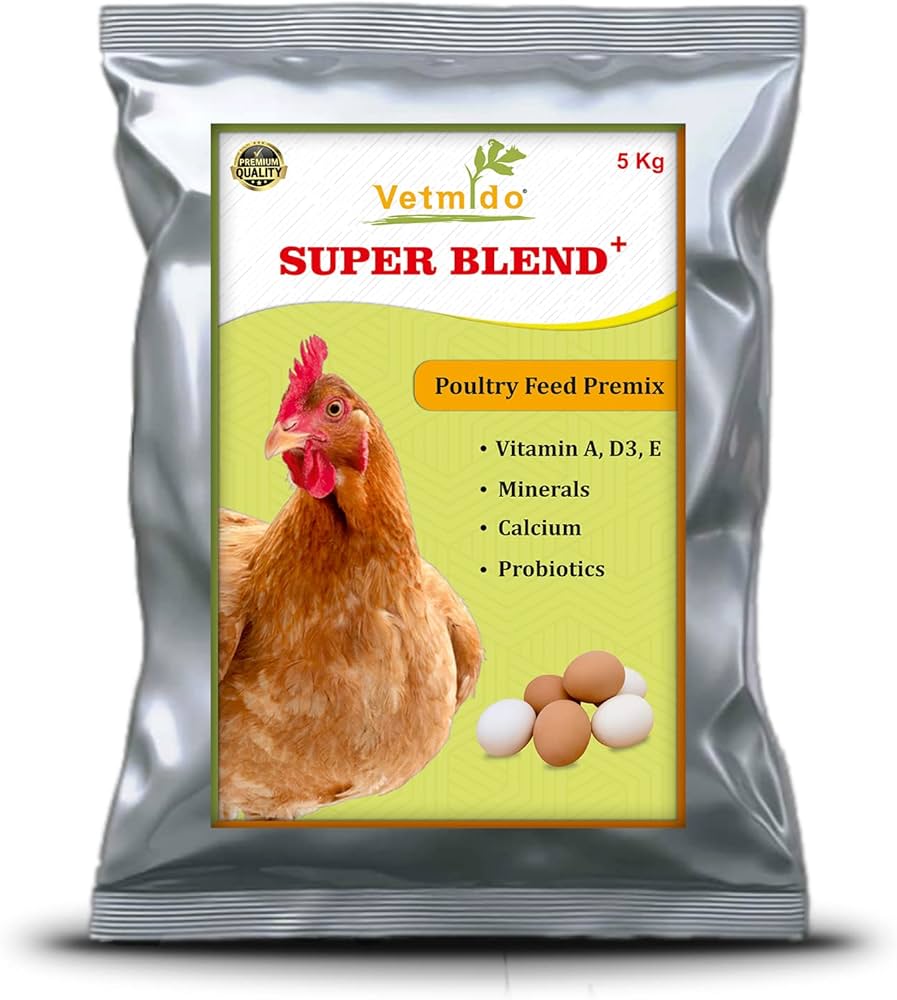 PREMIUM
QUALITY
5 Kg
Vetmido®
SUPER BLEND+
Poultry Feed Premix
• Vitamin A, D3, E
• Minerals
• Calcium
• Probiotics